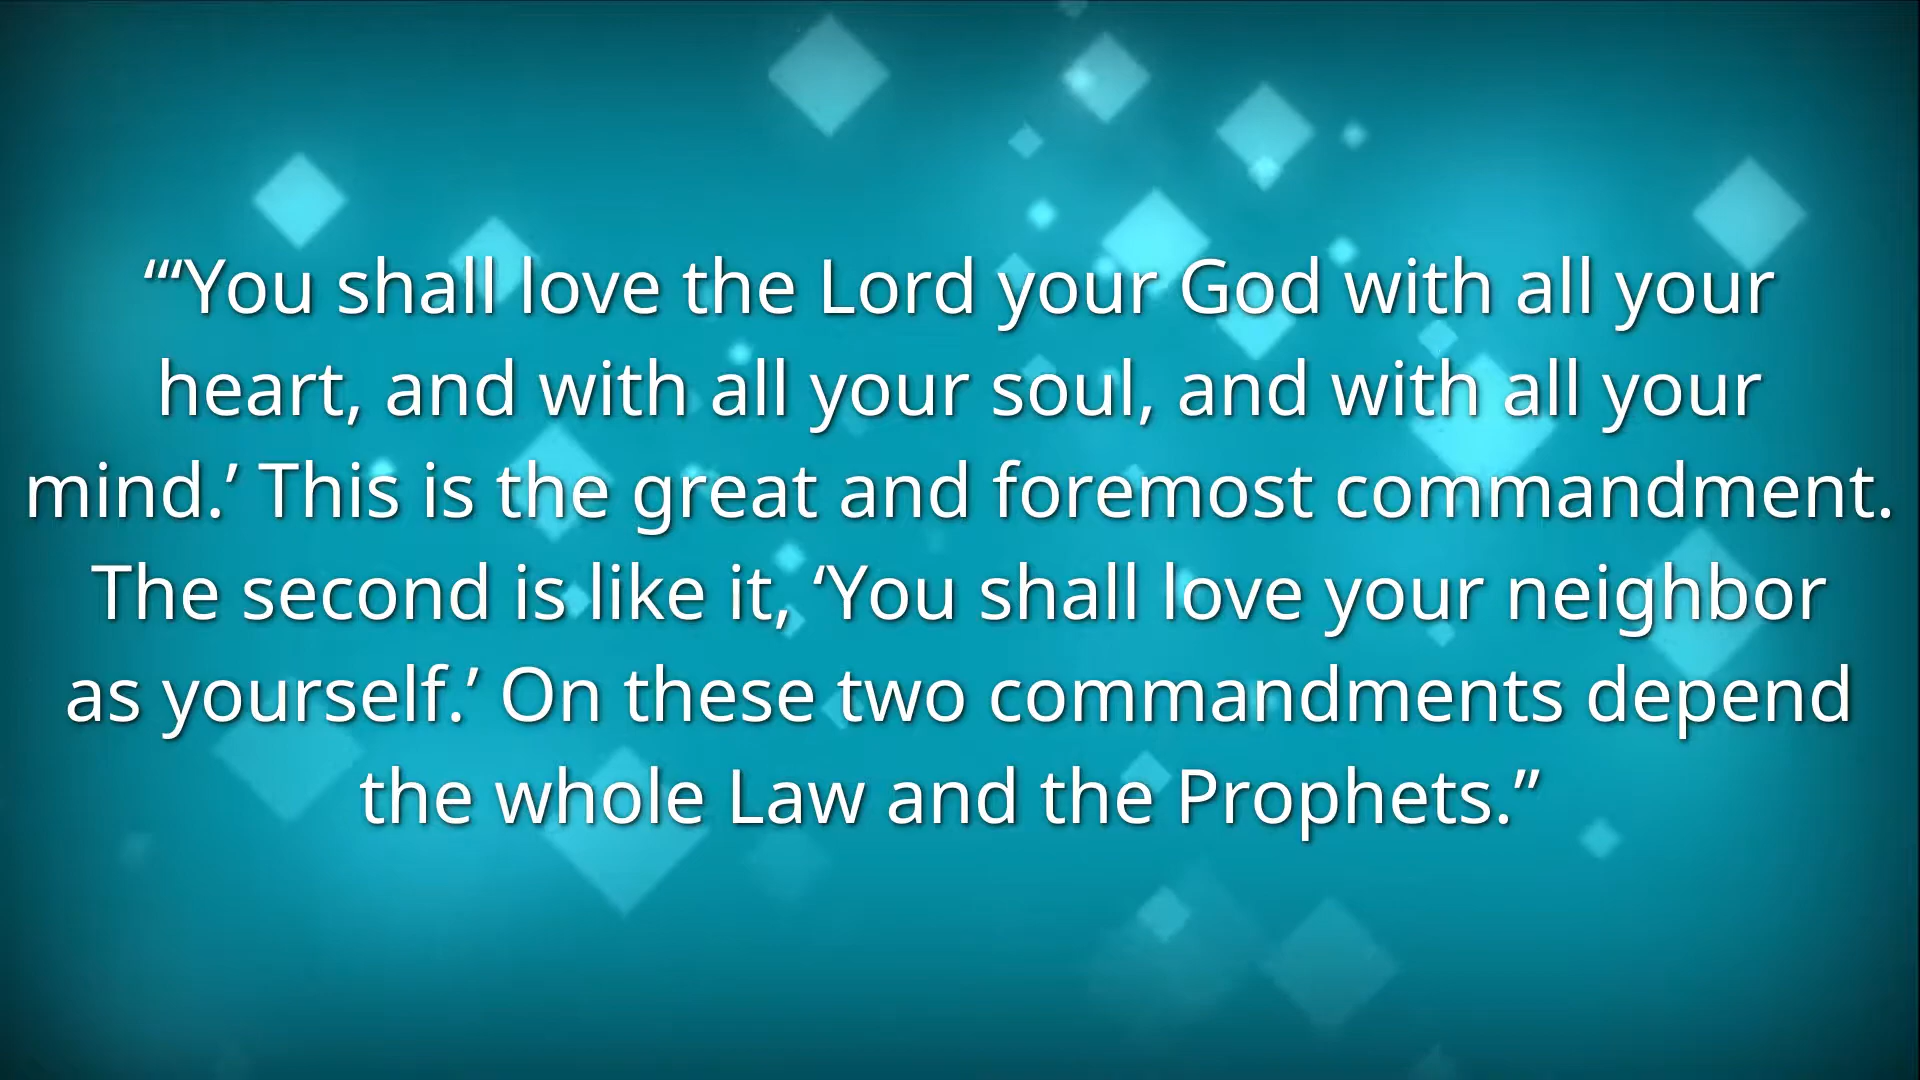 “‘You shall love the Lord your God with all your
heart, and with all your soul, and with all your
mind.’ This is the great and foremost commandment.
The second is like it, ‘You shall love your neighbor
as yourself.’ On these two commandments depend
the whole Law and the Prophets.”